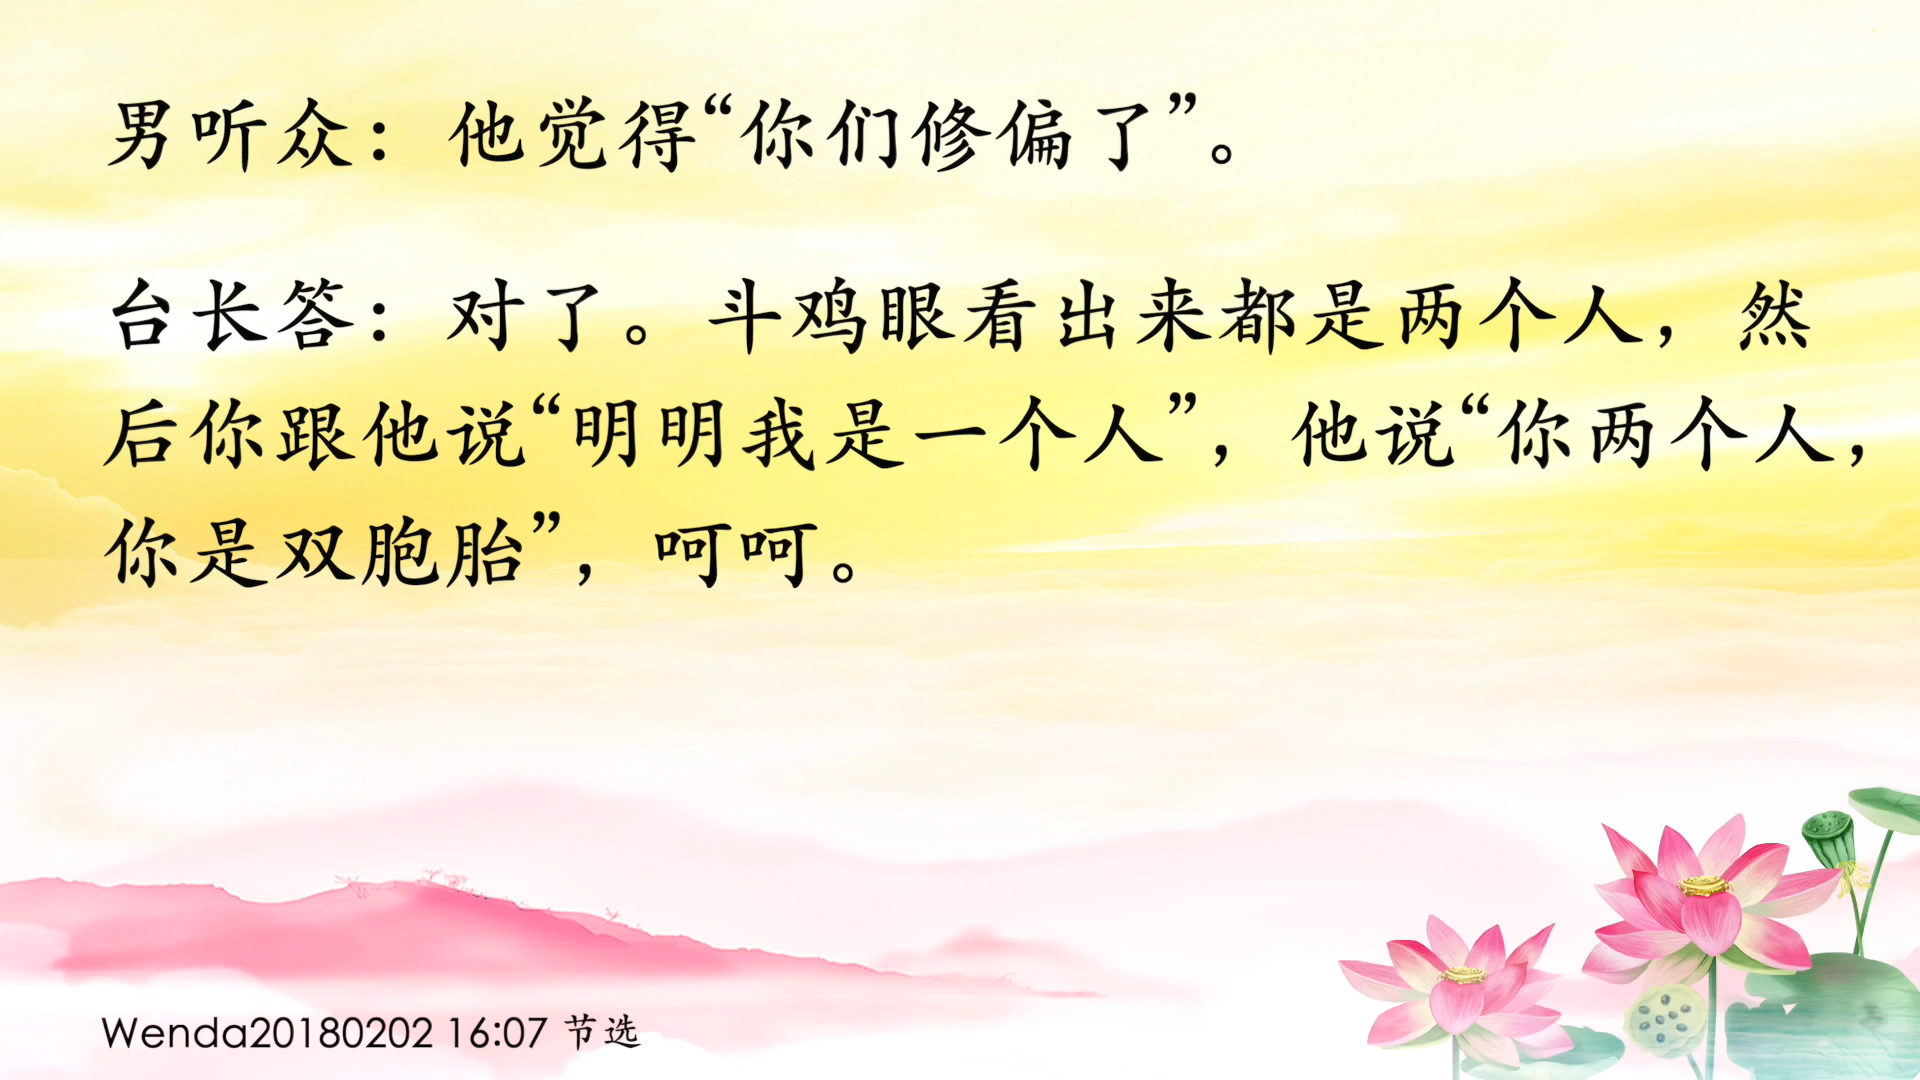 男听众：他觉得“你们修偏了”。
台长答：对了。斗鸡眼看出来都是两个人，然
后你跟他说“明明我是一个人”，他说“你两个人，
你是双胞胎”，呵呵。
Wenda20180202 16:07 节选